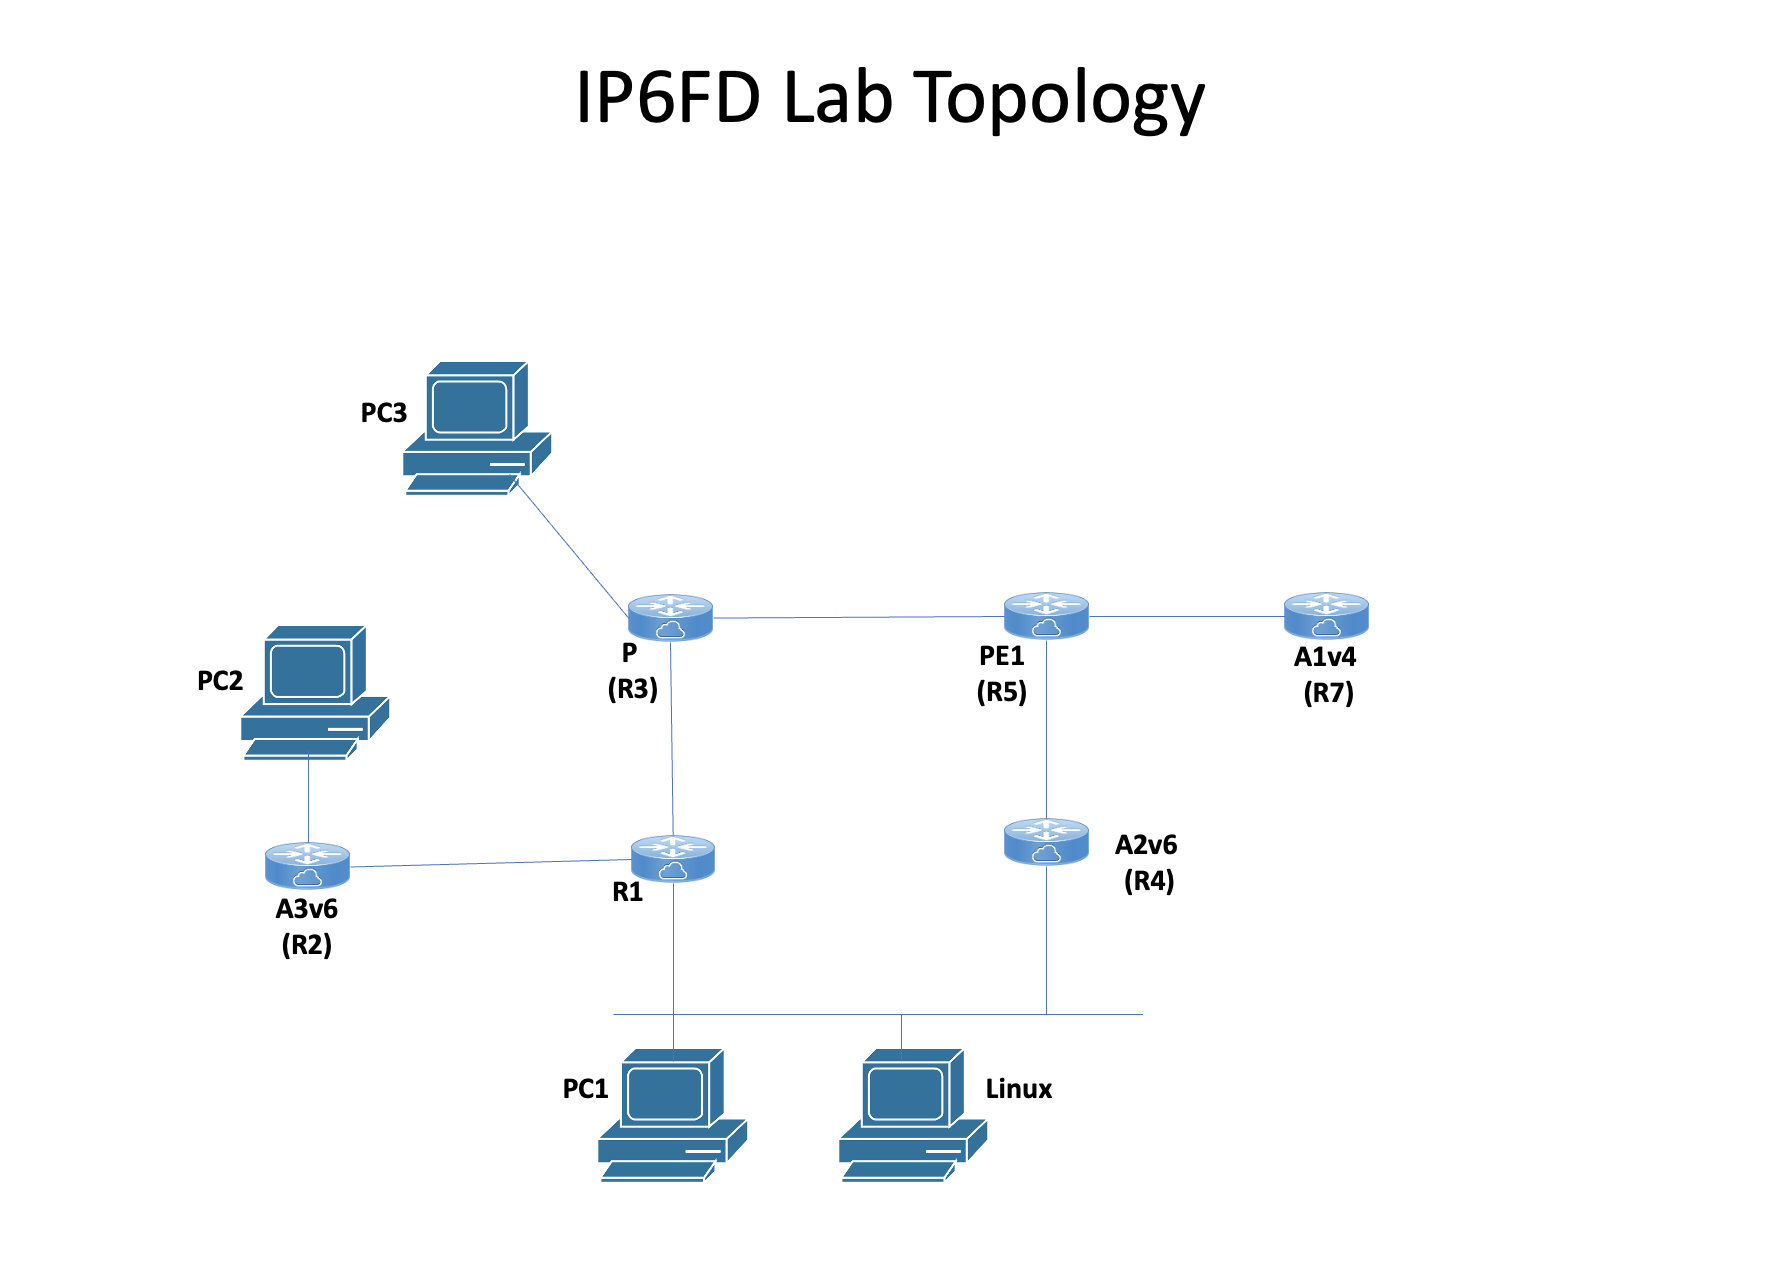 IP6FD Lab Topology
PC3
PC2
P
(R3)
PE1
(R5)
A1v4
(R7)
A2v6
(R4)
R1
A3v6
(R2)
PC1
Linux